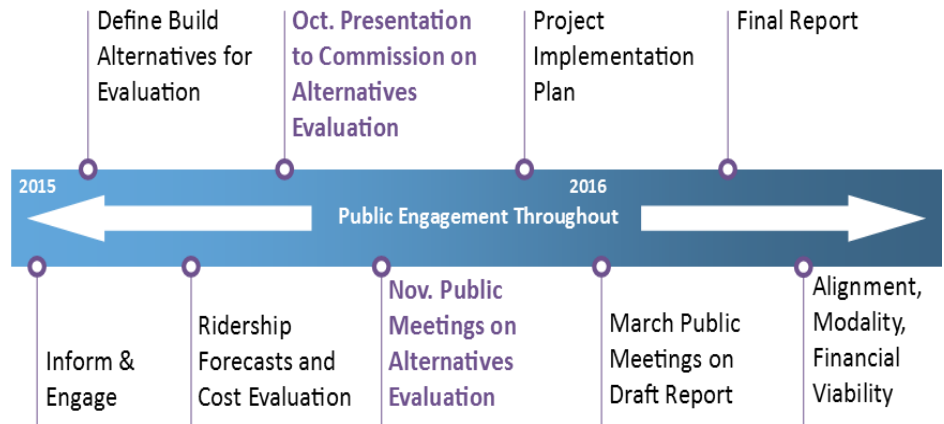 Define Build
Alternatives for
Evaluation
Oct. Presentation
to Commission on
Alternatives
Evaluation
Project
Implementation
Plan
Final Report
2015
2016
Public Engagement Throughout
Inform &
Engage
Ridership
Forecasts and
Cost Evaluation
Nov. Public
Meetings on
Alternatives
Evaluation
March Public
Meetings on
Draft Report
Alignment,
Modality,
Financial
Viability